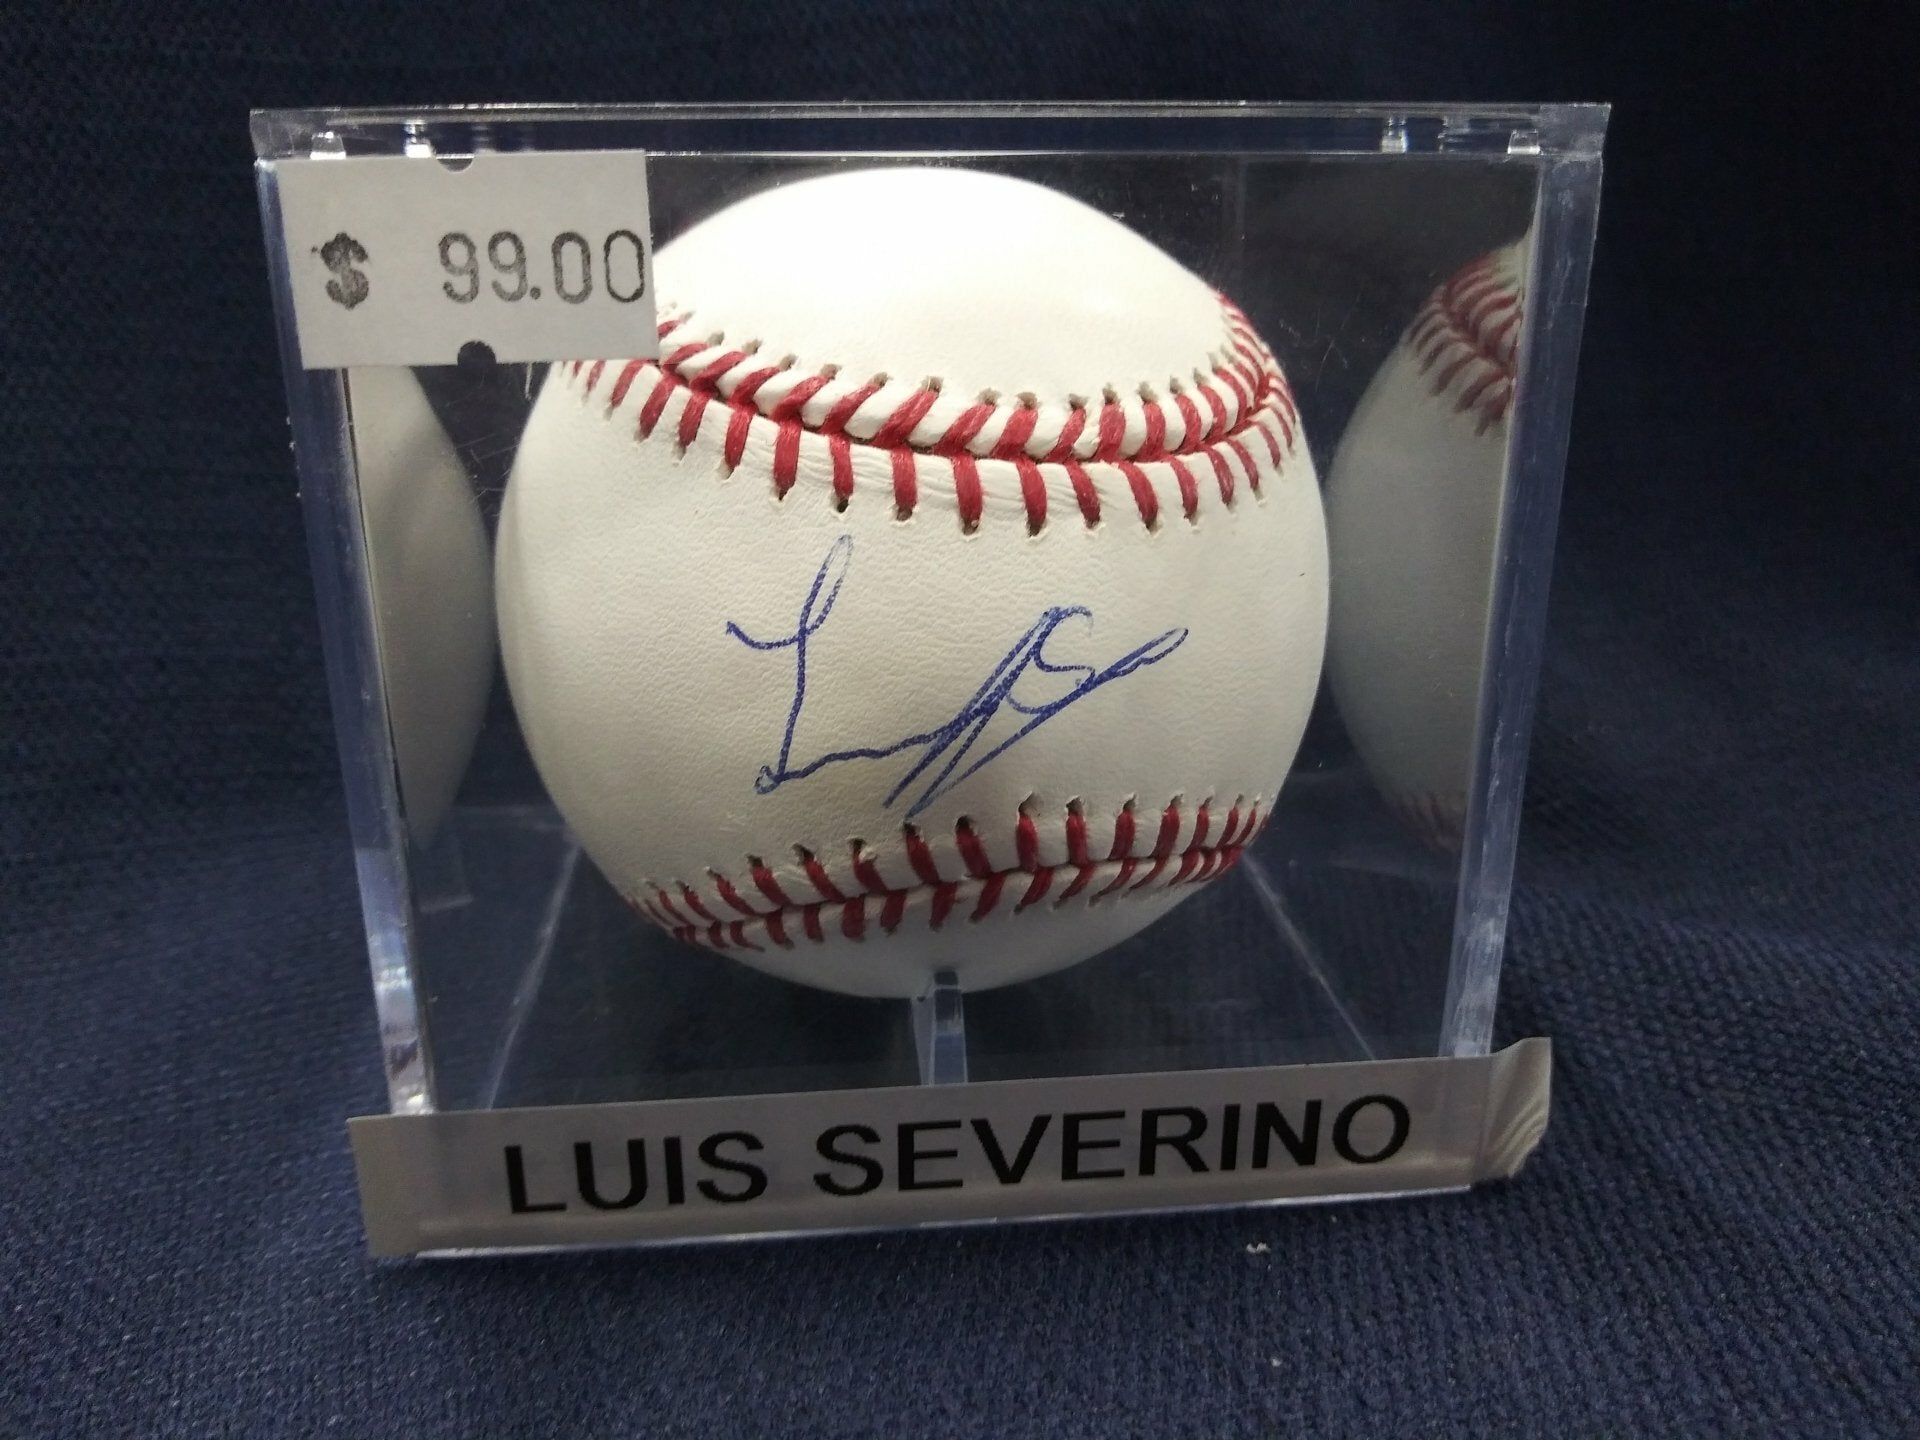 $ 99.00
LUIS SEVERINO